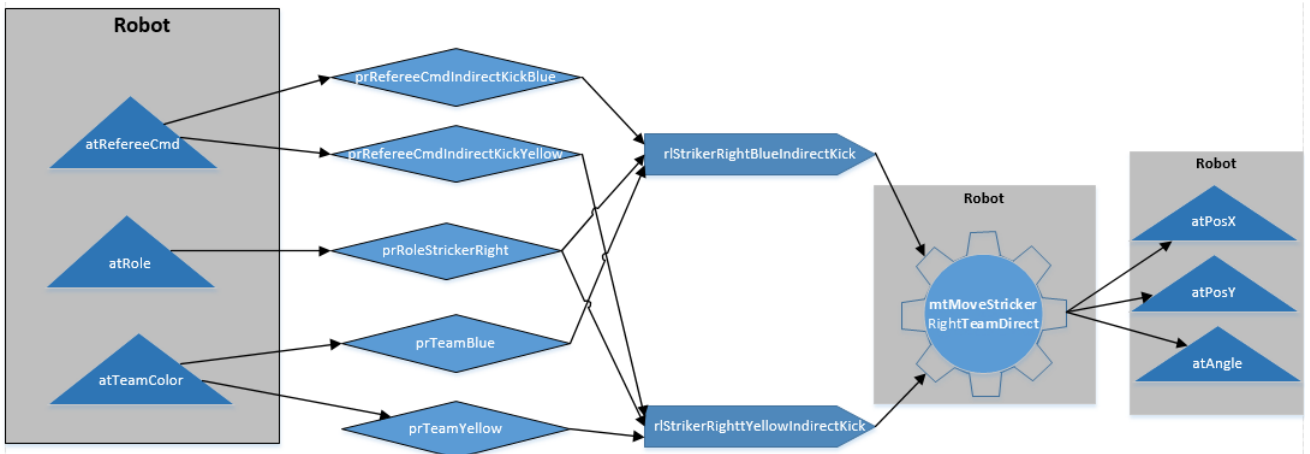 Robot
atRefereeCmd
atRole
atTeamColor
prRefereeCmdIndirectKickBlue
prRefereeCmdIndirectKickYellow
prRoleStrickerRight
prTeamBlue
prTeamYellow
rlStrikerRightBlueIndirectKick
rlStrikerRighttYellowIndirectKick
Robot
mtMoveStricker
RightTeamDirect
Robot
atPosX
atPosY
atAngle